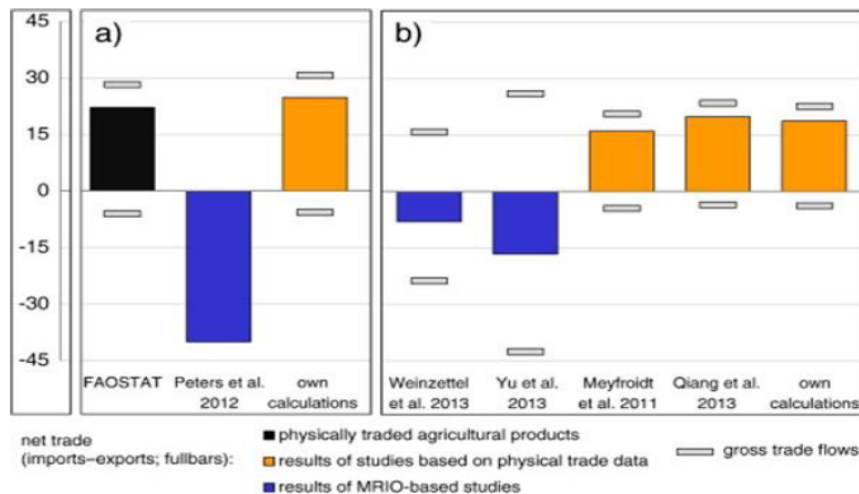 45
30
15
0
-15
-30
-45
a)
FAOSTAT
Peters et al.
2012
own
calculations
b)
Weinzettel
et al. 2013
Yu et al.
2013
Meyfroidt
et al. 2011
Qiang et al.
2013
own
calculations
net trade
(imports–exports; fullbars):
physically traded agricultural products
results of studies based on physical trade data
results of MRIO-based studies
gross trade flows